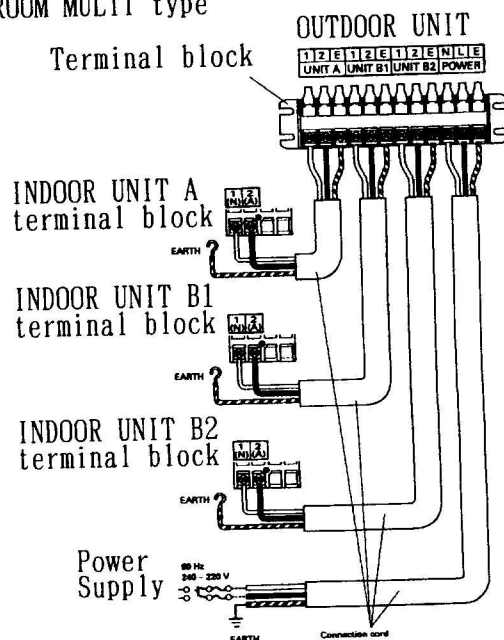 ROOM MULTI type
OUTDOOR UNIT
Terminal block
1 2 E 1 2 E 1 2 E N L E
UNIT A UNIT B1 UNIT B2 POWER
INDOOR UNIT A
terminal block
1 2
(N) (A)
EARTH
INDOOR UNIT B1
terminal block
1 2
(N) (A)
EARTH
INDOOR UNIT B2
terminal block
1 2
(N) (A)
EARTH
Power
Supply
60 Hz
240 - 220 V
EARTH
Connection cord